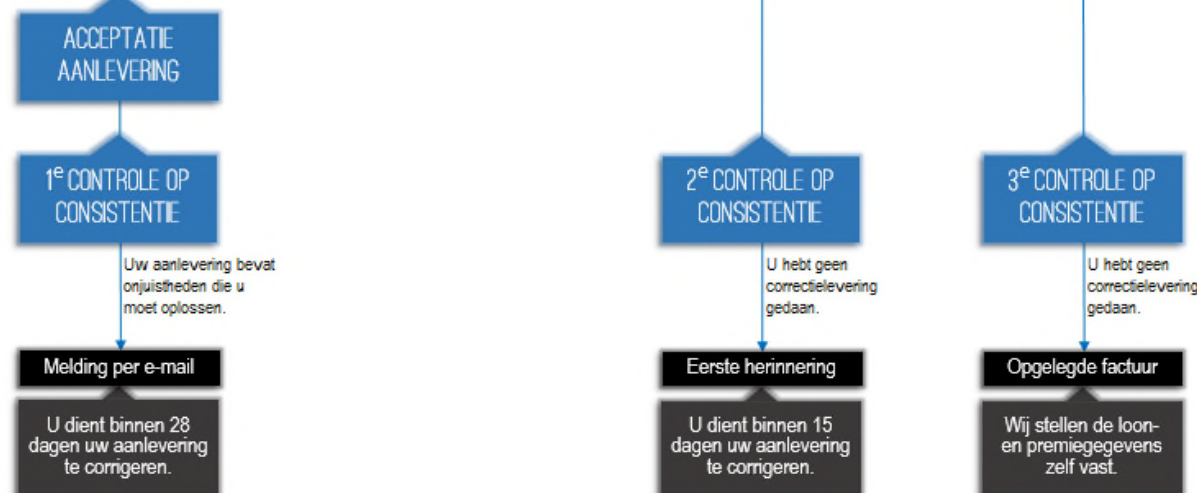 ACCEPTATIE
AANLEVERING
1e CONTROLE OP
CONSISTENTIE
Uw aanlevering bevat
onjuistheden die u
moet oplossen.
Melding per e-mail
U dient binnen 28
dagen uw aanlevering
te corrigeren.
2e CONTROLE OP
CONSISTENTIE
U hebt geen
correctielevering
gedaan.
Eerste herinnering
U dient binnen 15
dagen uw aanlevering
te corrigeren.
3e CONTROLE OP
CONSISTENTIE
U hebt geen
correctielevering
gedaan.
Opgelegde factuur
Wij stellen de loon-
en premiegegevens
zelf vast.